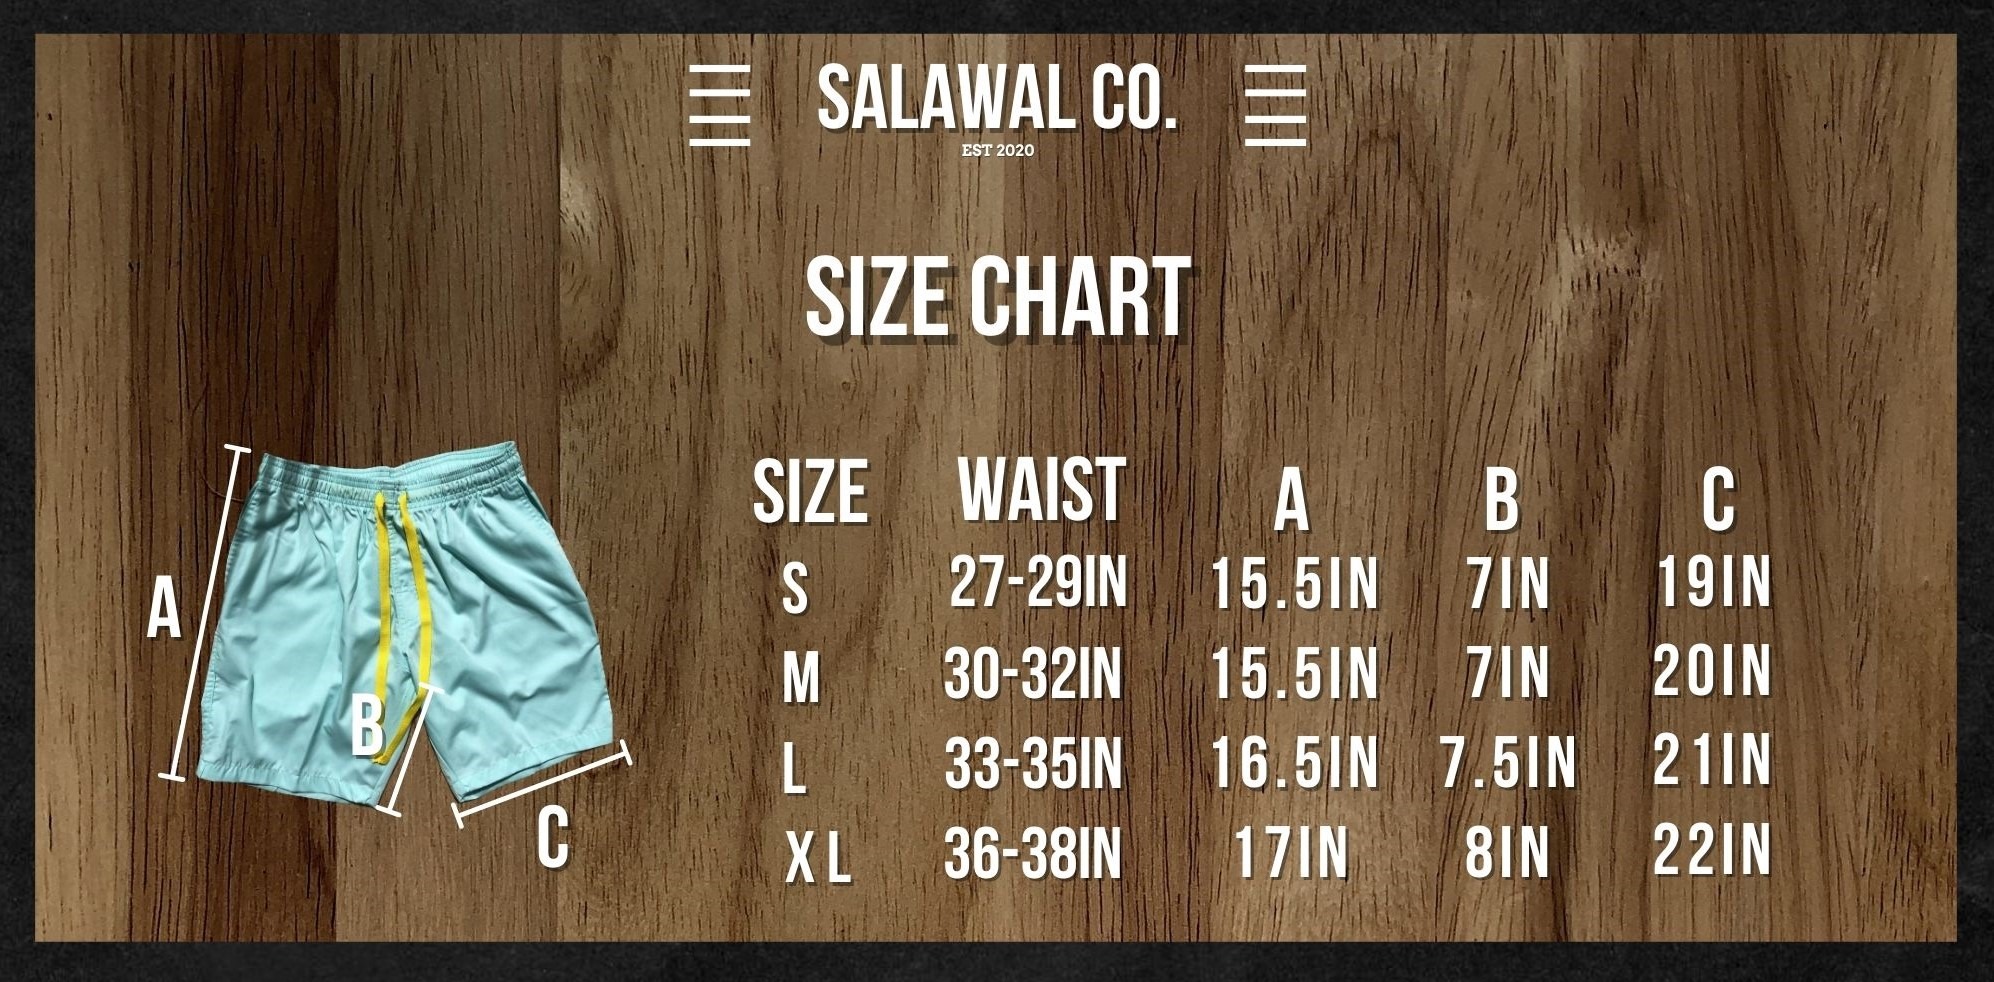 SALAWAL CO.
EST 2020
SIZE CHART
SIZE WAIST A B C
S 27-29IN 15.5IN 7IN 19IN
M 30-32IN 15.5IN 7IN 20IN
L 33-35IN 16.5IN 7.5IN 21IN
XL 36-38IN 17IN 8IN 22IN
A
B
C